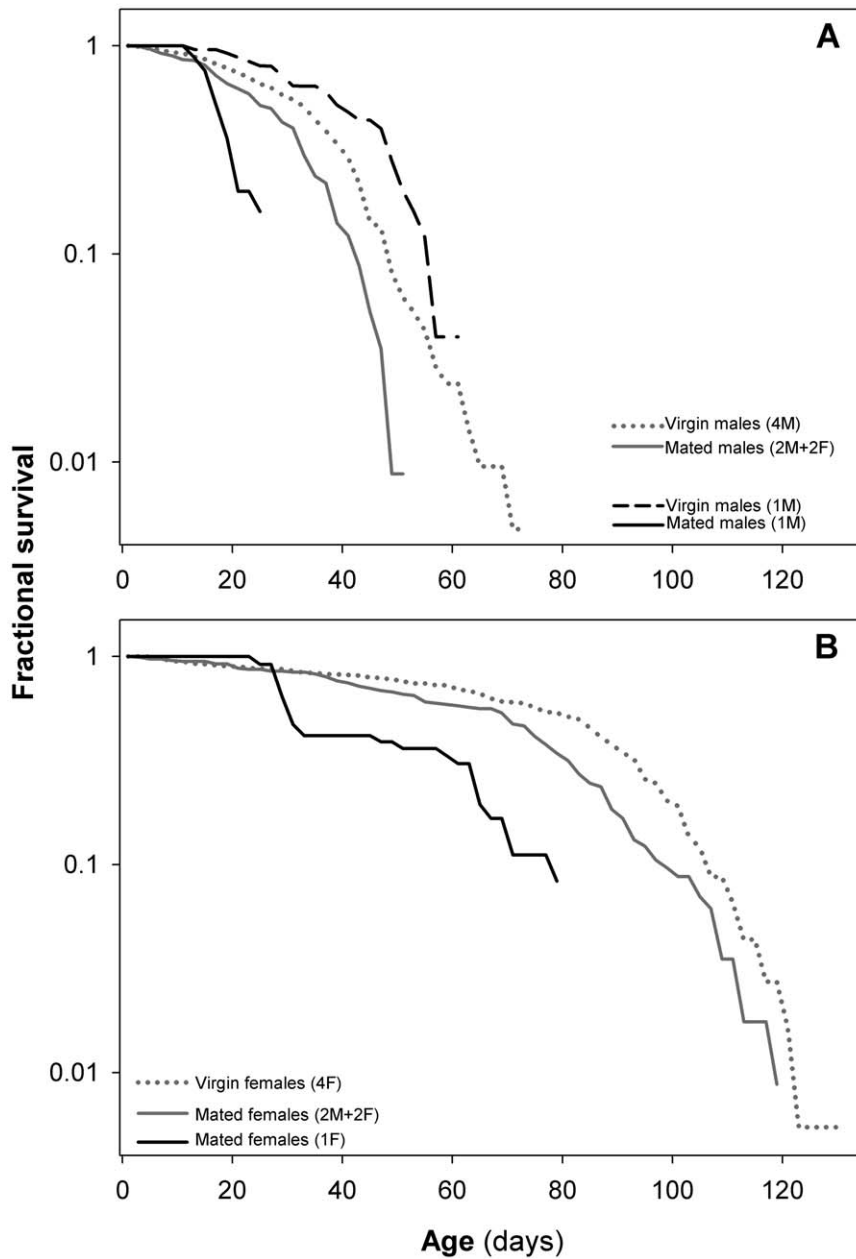 A
1
0.1
0.01
Virgin males (4M)
Mated males (2M+2F)
Virgin males (1M)
Mated males (1M)
0 20 40 60 80 100 120
Fractional survival
B
1
0.1
0.01
Virgin females (4F)
Mated females (2M+2F)
Mated females (1F)
0 20 40 60 80 100 120
Age (days)